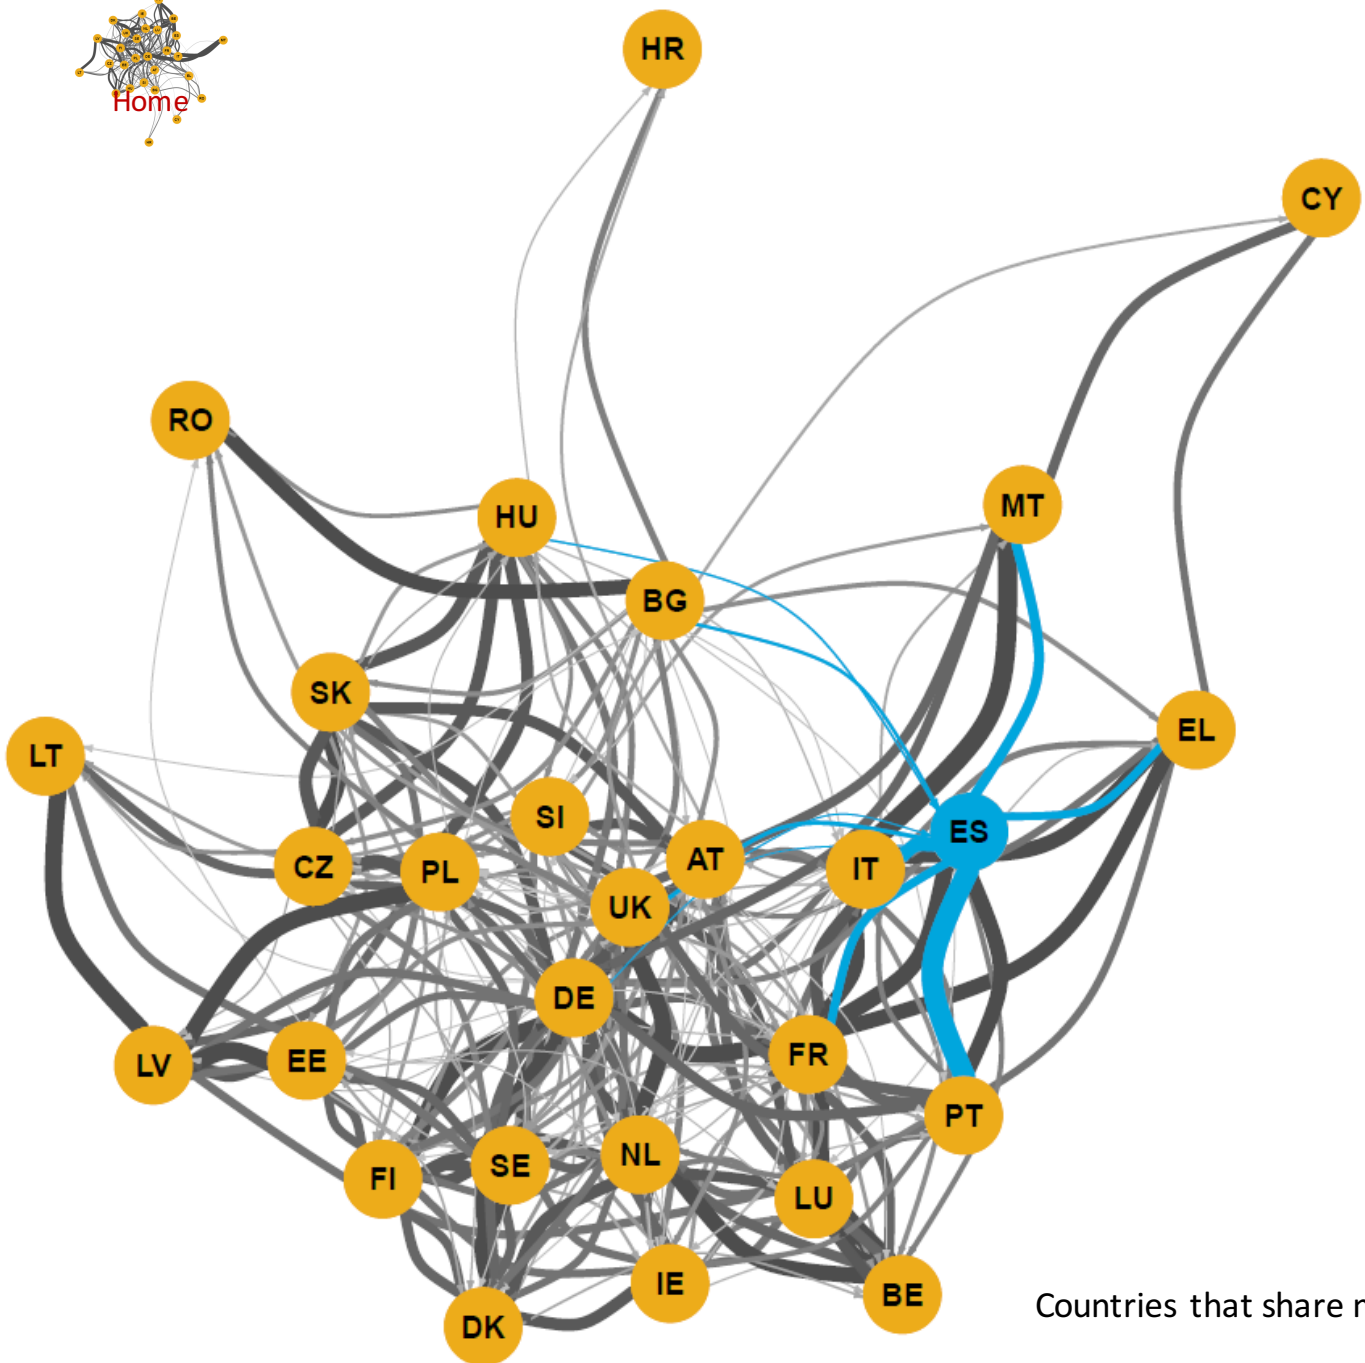 Home
HR
CY
RO
MT
HU
BG
SK
EL
LT
SI
ES
AT
CZ
PL
IT
UK
DE
FR
EE
LV
PT
NL
SE
FI
LU
IE
BE
Countries that share
DK